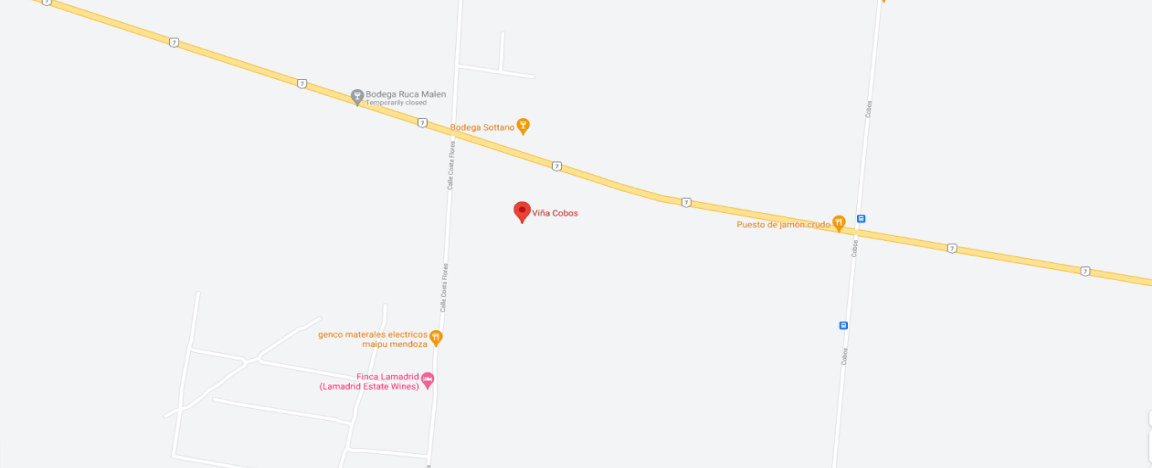 7
7
7
Bodega Ruca Malen
Temporarily closed
7
Bodega Sottano
Cobos
Calle Costa Flores
7
7
Viña Cobos
Puesto de jamón crudo
Cobos
7
7
Calle Costa Flores
genco materales electricos
maipu mendoza
Cobos
Finca Lamadrid
(Lamadrid Estate Wines)